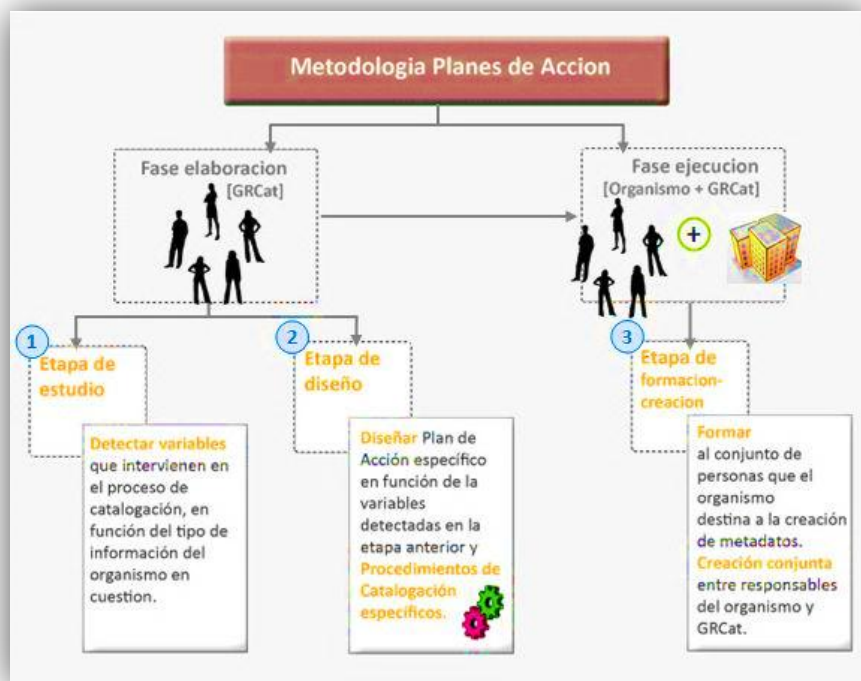 Metodologia Planes de Accion
Fase elaboracion
[GRCat]
Fase ejecucion
[Organismo + GRCat]
+
1
Etapa de
estudio
Detectar variables
que intervienen en
el proceso de
catalogación, en
función del tipo de
información del
organismo en
cuestion.
2
Etapa de
diseño
Diseñar Plan de
Acción específico
en función de la
variables
detectadas en la
etapa anterior y
Procedimientos de
Catalogación
específicos.
3
Etapa de
formacion-
creacion
Formar
al conjunto de
personas que el
organismo
destina a la creación
de metadatos.
Creación conjunta
entre responsables
del organismo y
GRCat.